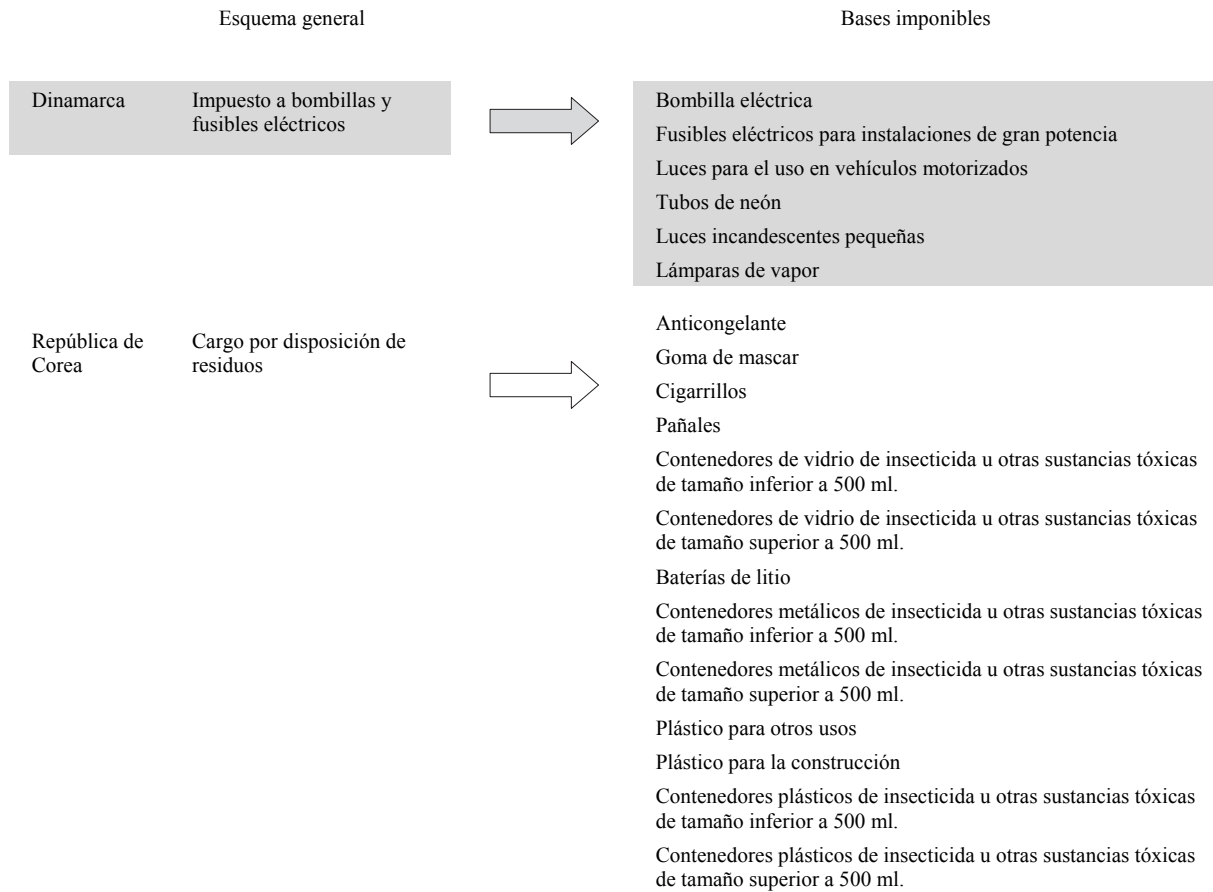 Esquema general
Bases imponibles
Dinamarca
Impuesto a bombillas y
fusibles eléctricos
Bombilla eléctrica
Fusibles eléctricos para instalaciones de gran potencia
Luces para el uso en vehículos motorizados
Tubos de neón
Luces incandescentes pequeñas
Lámparas de vapor
República de
Corea
Cargo por disposición de
residuos
Anticongelante
Goma de mascar
Cigarrillos
Pañales
Contenedores de vidrio de insecticida u otras sustancias tóxicas
de tamaño inferior a 500 ml.
Contenedores de vidrio de insecticida u otras sustancias tóxicas
de tamaño superior a 500 ml.
Baterías de litio
Contenedores metálicos de insecticida u otras sustancias tóxicas
de tamaño inferior a 500 ml.
Contenedores metálicos de insecticida u otras sustancias tóxicas
de tamaño superior a 500 ml.
Plástico para otros usos
Plástico para la construcción
Contenedores plásticos de insecticida u otras sustancias tóxicas
de tamaño inferior a 500 ml.
Contenedores plásticos de insecticida u otras sustancias tóxicas
de tamaño superior a 500 ml.